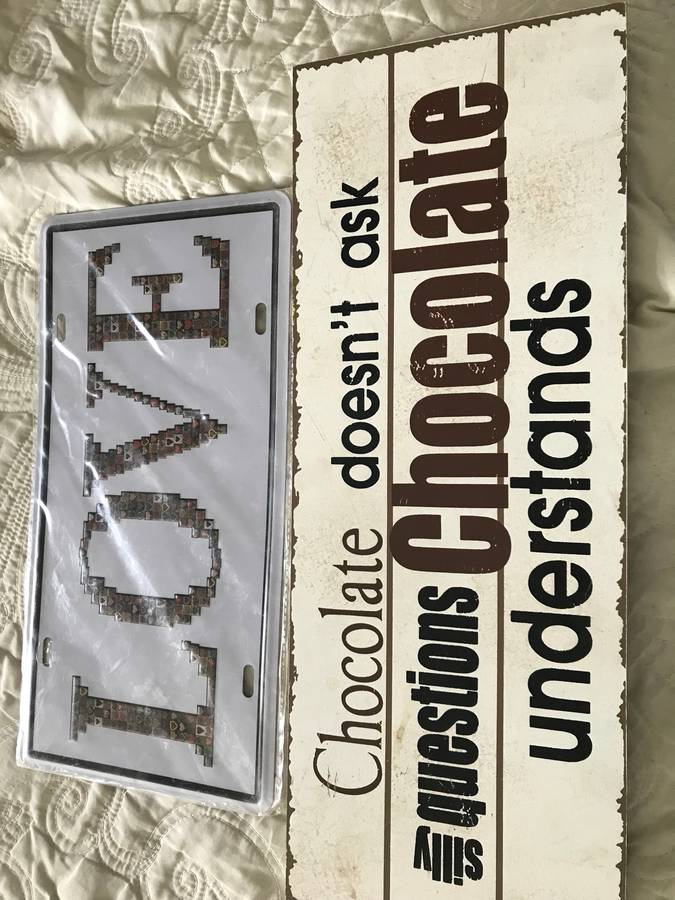 LOVE
Chocolate doesn't ask
silly questions Chocolate
understands